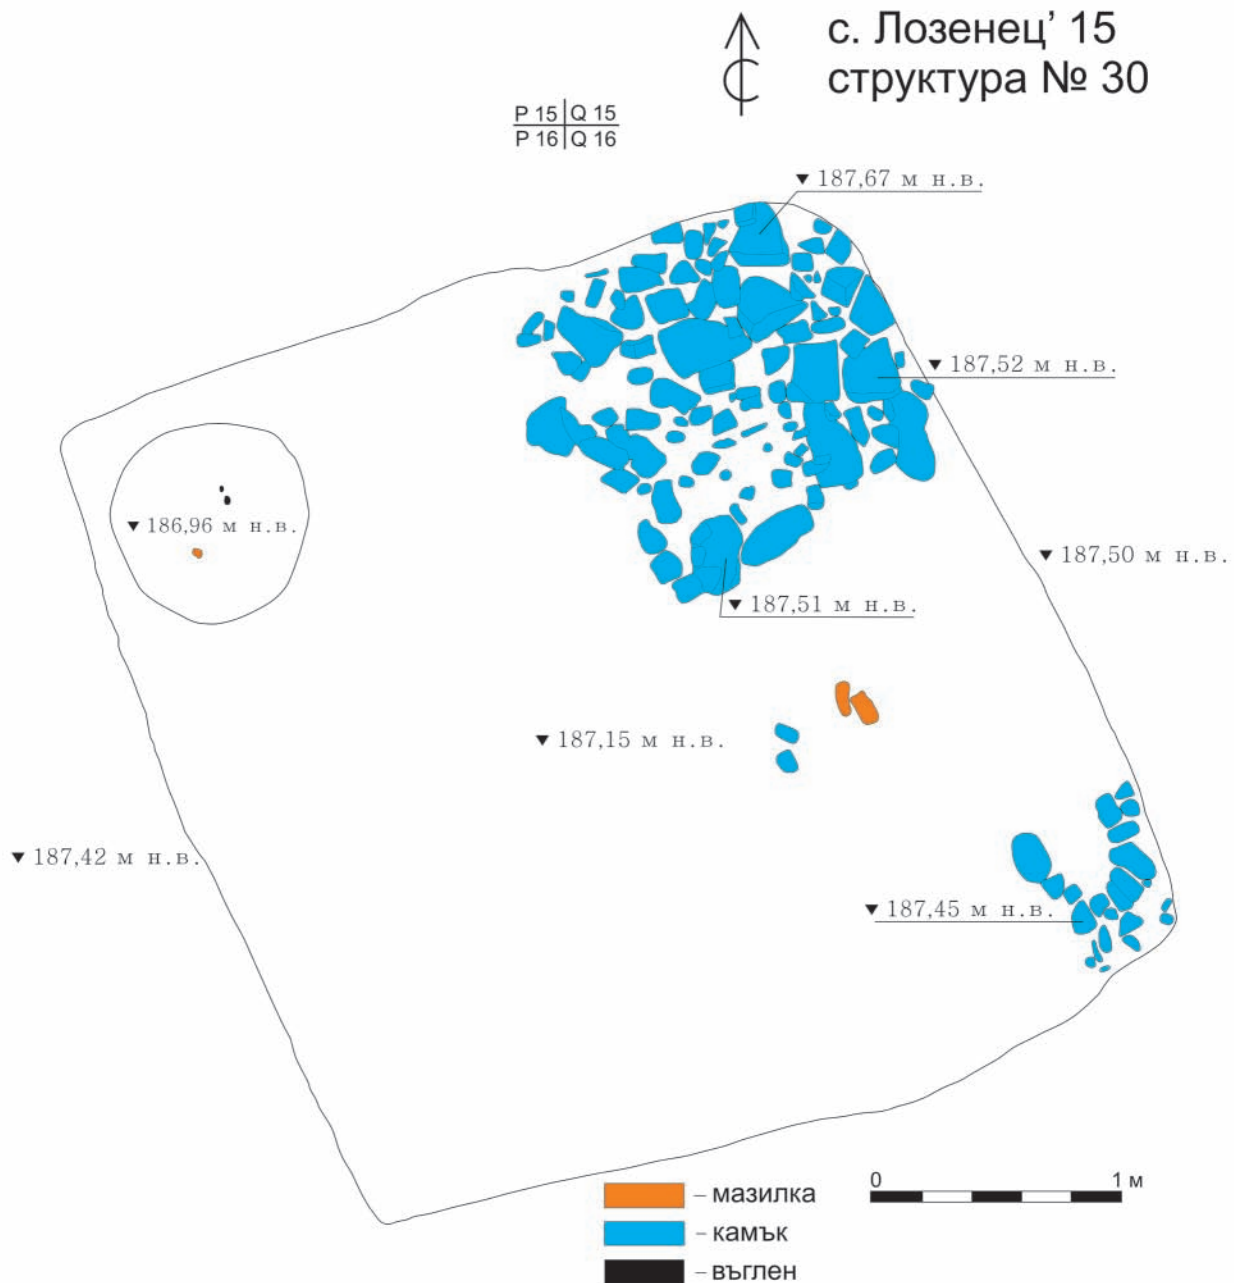 с. Лозенец’ 15
структура № 30
P 15 Q 15
P 16 Q 16
187,67 м н.в.
187,52 м н.в.
186,96 м н.в.
187,50 м н.в.
187,51 м н.в.
187,15 м н.в.
187,42 м н.в.
187,45 м н.в.
0 1 м
– мазилка
– камък
– въглен